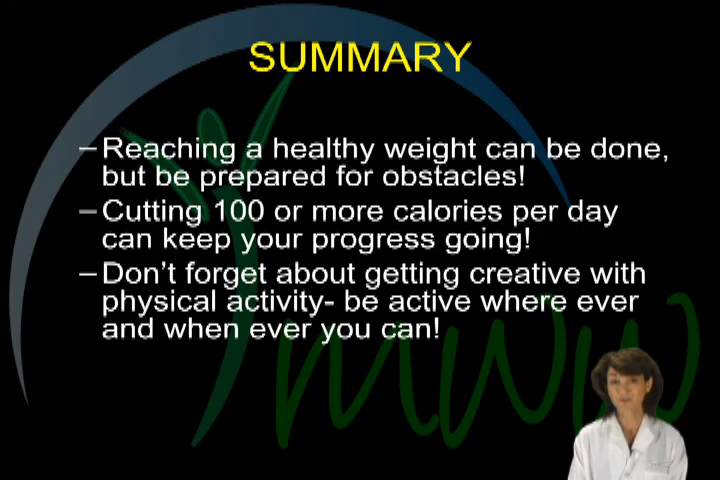 SUMMARY
–Reaching a healthy weight can be done,
but be prepared for obstacles!
–Cutting 100 or more calories per day
can keep your progress going!
–Don't forget about getting creative with
physical activity- be active where ever
and when ever you can!
mww